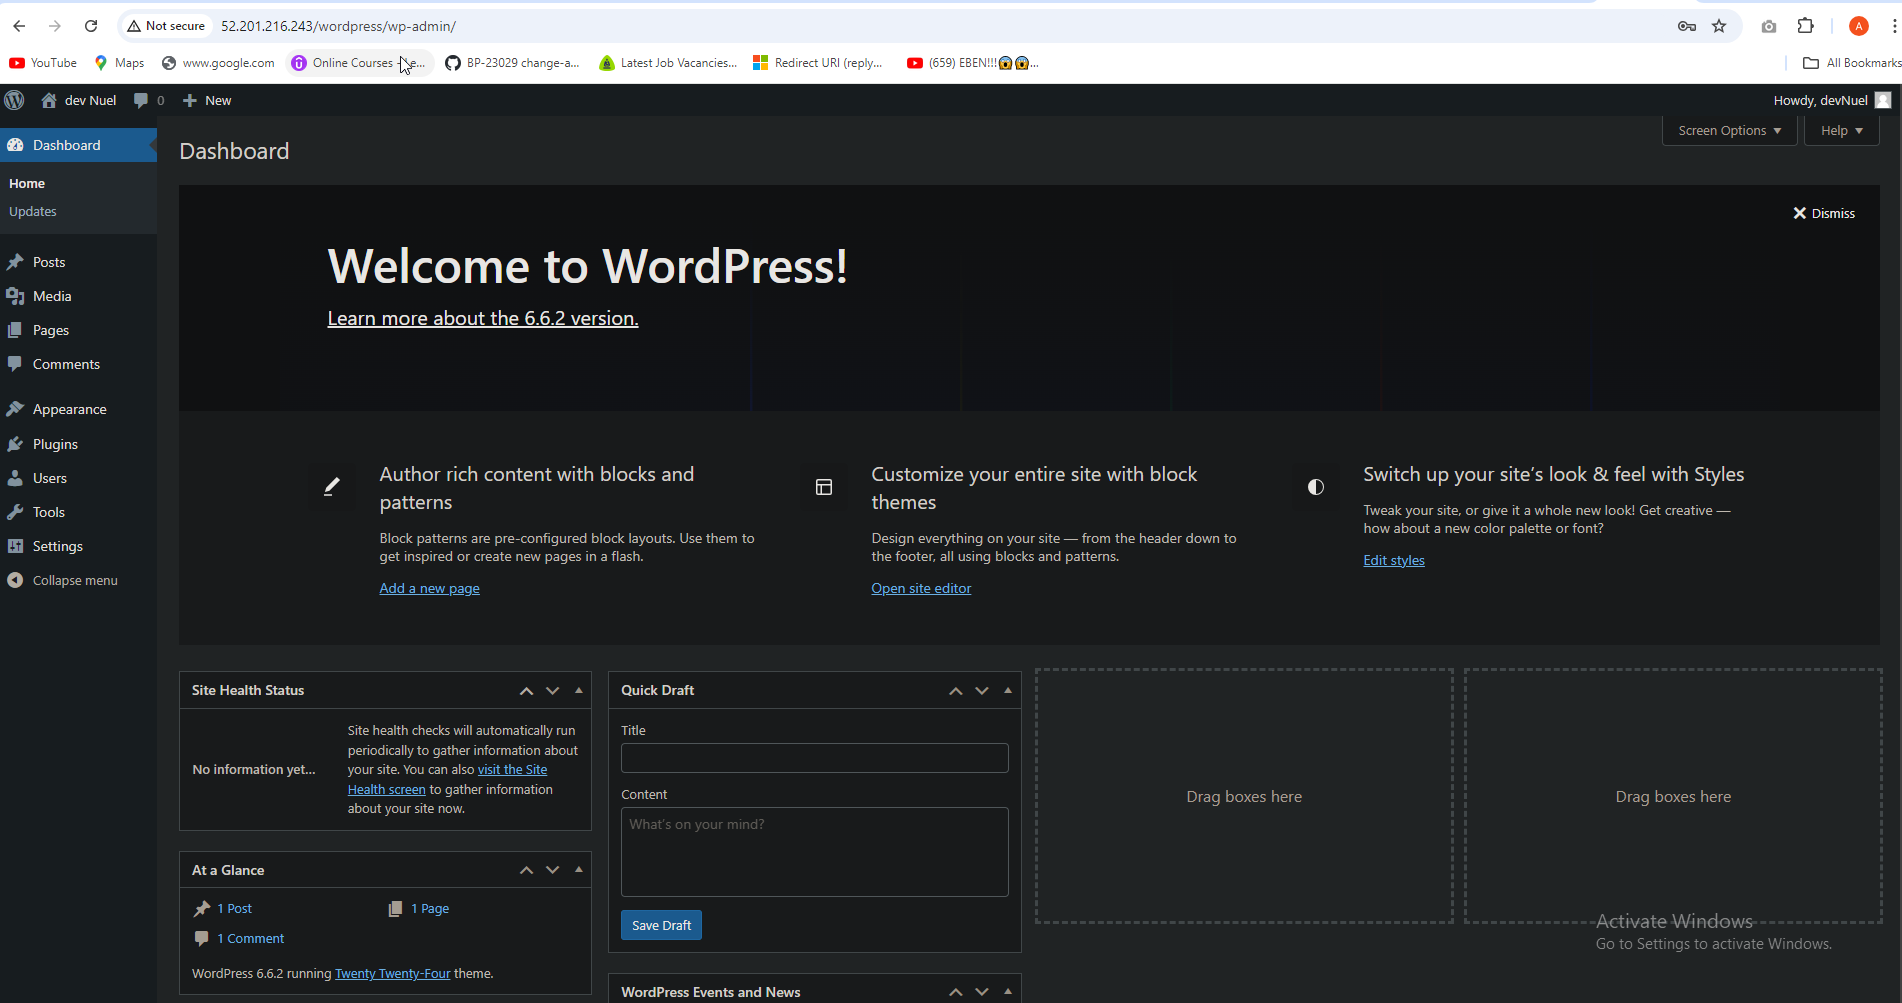 Not secure 52.201.216.243/wordpress/wp-admin/
A
YouTube Maps www.google.com Online Courses - Le... BP-23029 change-a... Latest Job Vacancies... Redirect URI (reply... (659) EBEN!!!😱😱... All Bookmarks
dev Nuel 0 New Howdy, devNuel
Screen Options Help
Dashboard
Home
Updates
Posts
Media
Pages
Comments
Appearance
Plugins
Users
Tools
Settings
Collapse menu
Dashboard
Dismiss
Welcome to WordPress!
Learn more about the 6.6.2 version.
Author rich content with blocks and
patterns
Block patterns are pre-configured block layouts. Use them to
get inspired or create new pages in a flash.
Add a new page
Customize your entire site with block
themes
Design everything on your site — from the header down to
the footer, all using blocks and patterns.
Open site editor
Switch up your site’s look & feel with Styles
Tweak your site, or give it a whole new look! Get creative —
how about a new color palette or font?
Edit styles
Site Health Status
No information yet...
Site health checks will automatically run
periodically to gather information about
your site. You can also visit the Site
Health screen to gather information
about your site now.
At a Glance
1 Post 1 Page
1 Comment
WordPress 6.6.2 running Twenty Twenty-Four theme.
Quick Draft
Title
Content
What’s on your mind?
Save Draft
WordPress Events and News
Drag boxes here
Drag boxes here
Activate Windows
Go to Settings to activate Windows.